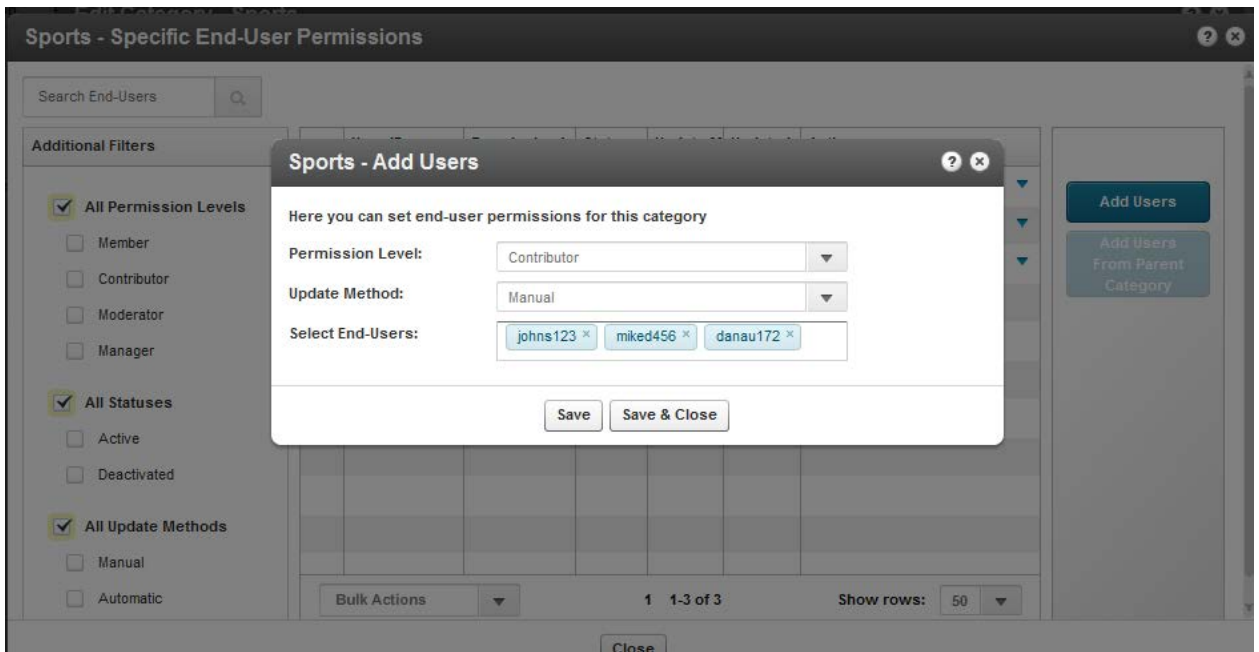 Edit Category - Sports
Sports - Specific End-User Permissions
Search End-Users
Additional Filters
All Permission Levels
Member
Contributor
Moderator
Manager
All Statuses
Active
Deactivated
All Update Methods
Manual
Automatic
Sports - Add Users
Here you can set end-user permissions for this category
Permission Level: Contributor
Update Method: Manual
Select End-Users: johns123 × miked456 × danau172 ×
Save Save & Close
Add Users
Add Users
From Parent
Category
Bulk Actions 1 1-3 of 3 Show rows: 50
Close